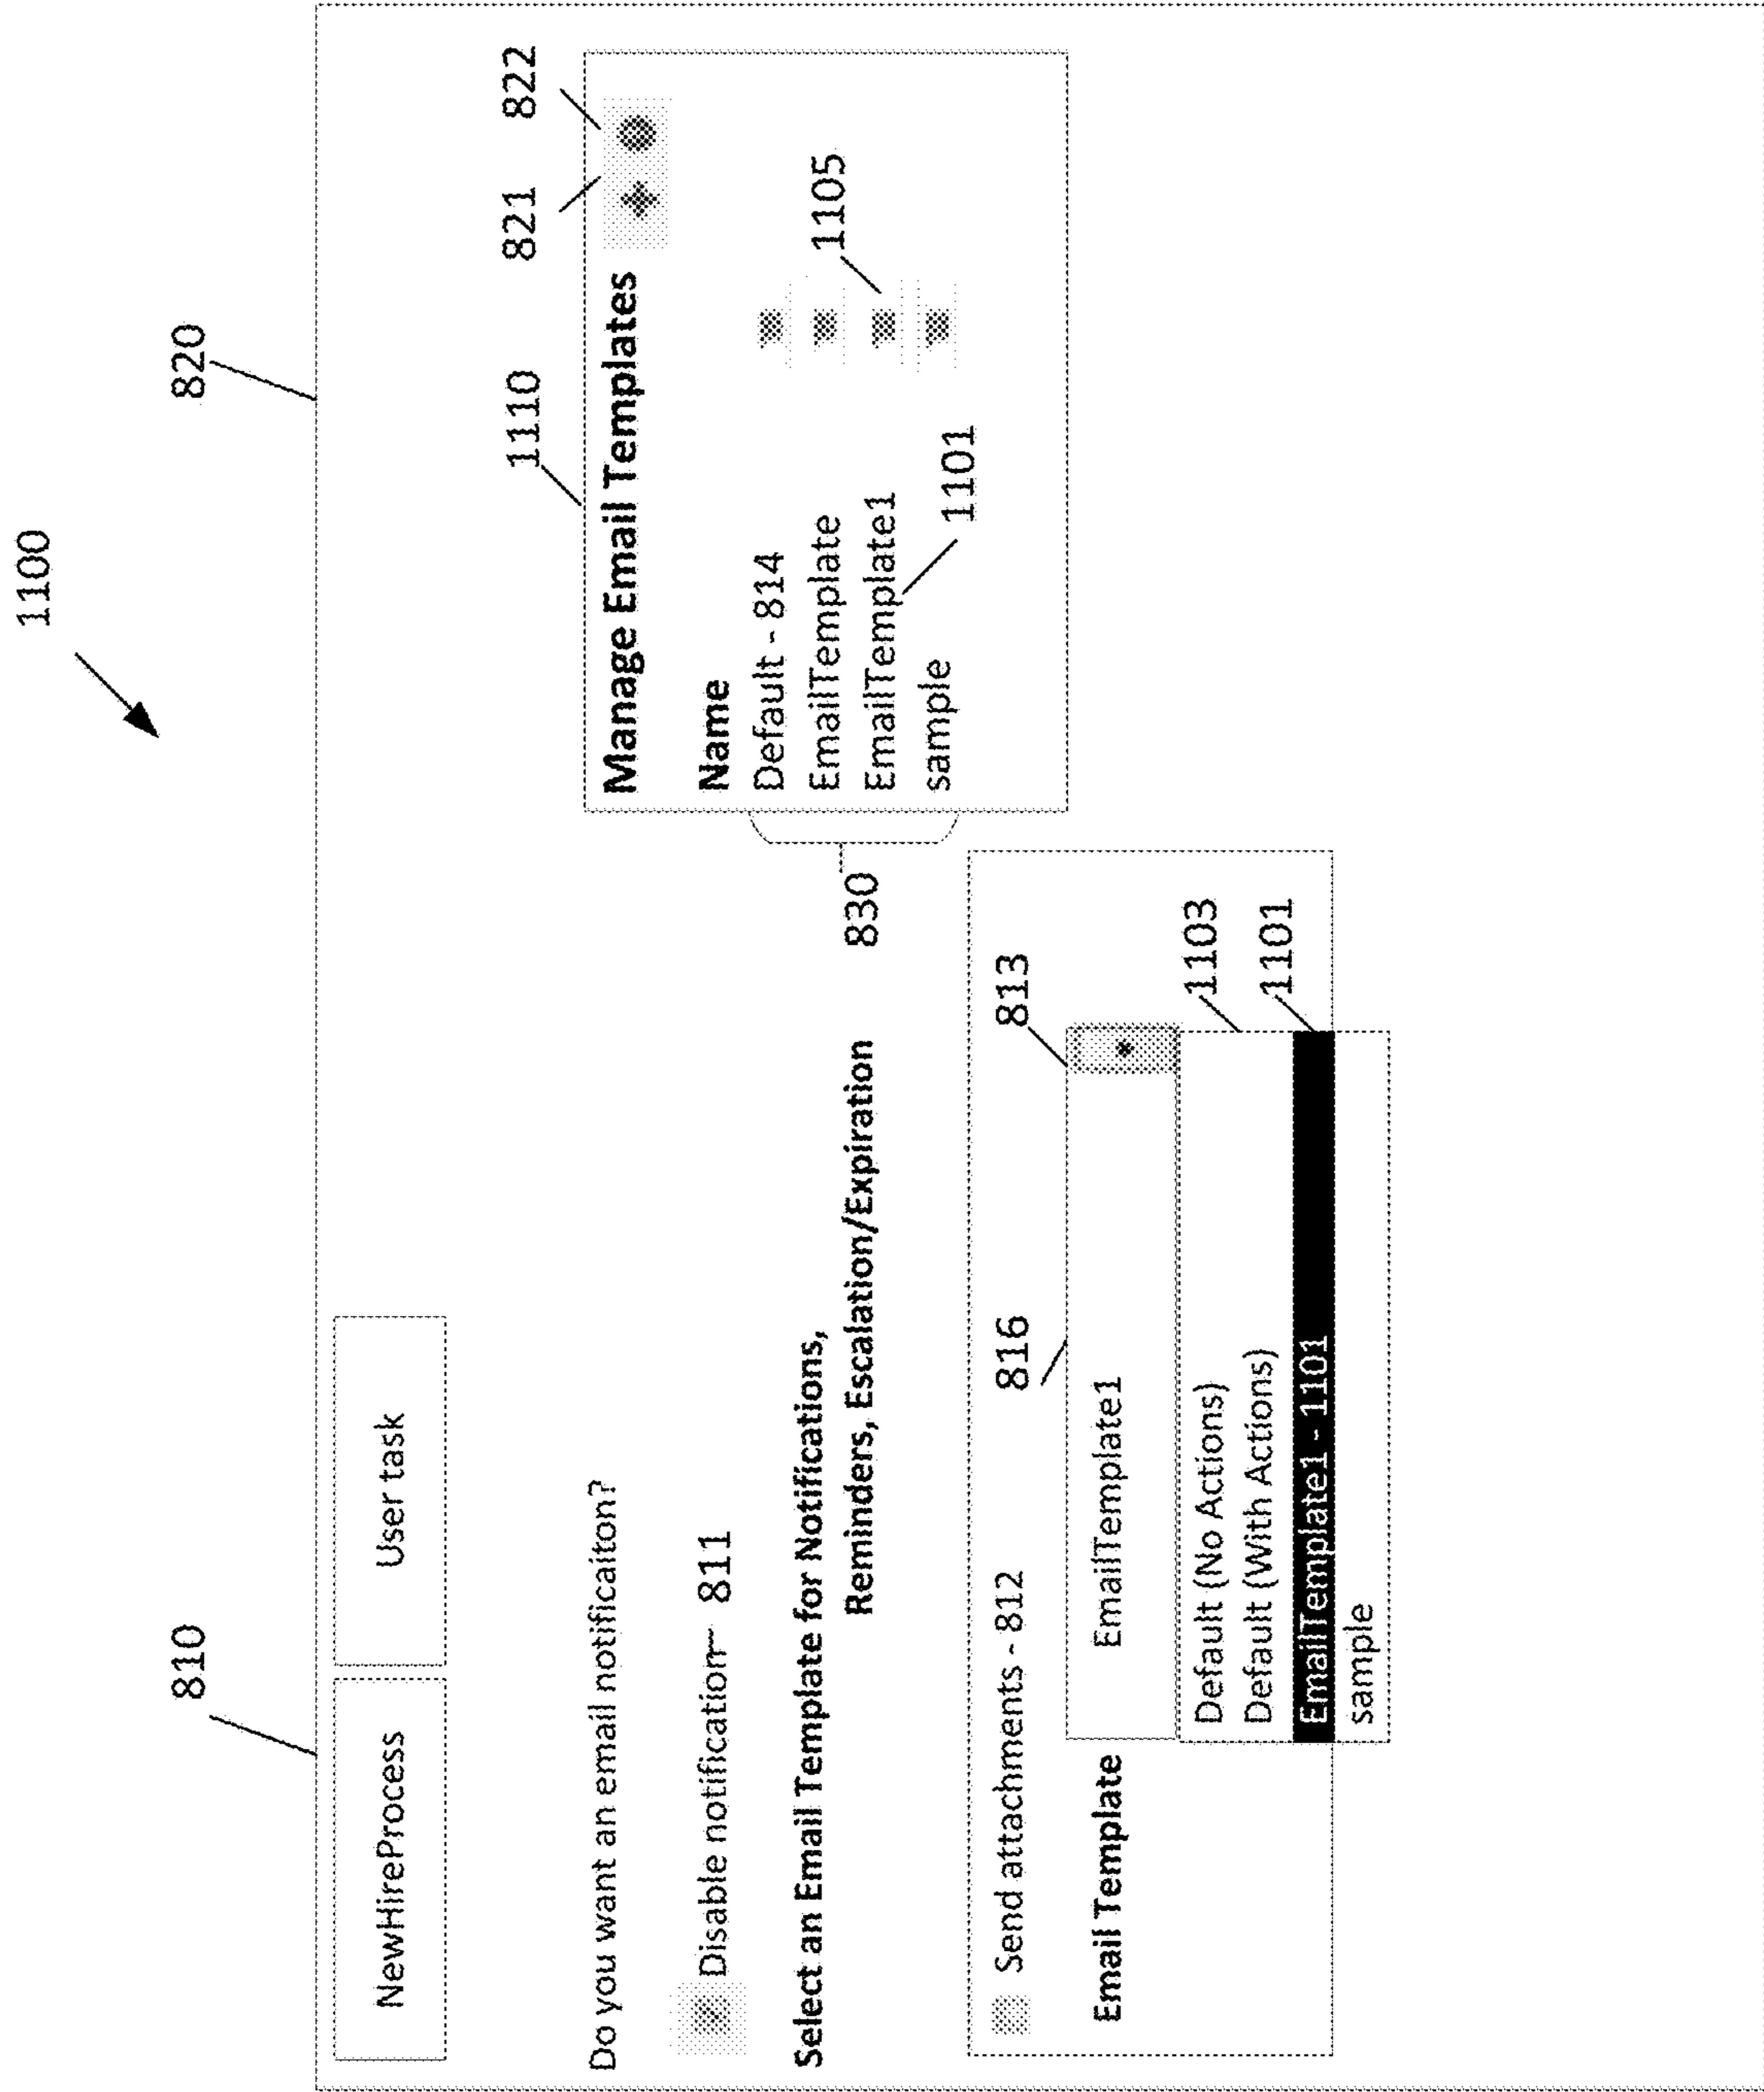 1100
810
820
NewHireProcess
User task
Do you want an email notificaiton?
Disable notification 811
Select an Email Template for Notifications,
Reminders, Escalation/Expiration
830
Send attachments - 812
816
813
Email Template
EmailTemplate1
Default (No Actions)
Default (With Actions)
EmailTemplate1 - 1101
sample
1103
1101
1110
821
822
Manage Email Templates
Name
Default - 814
EmailTemplate
EmailTemplate1
sample
1105
1101